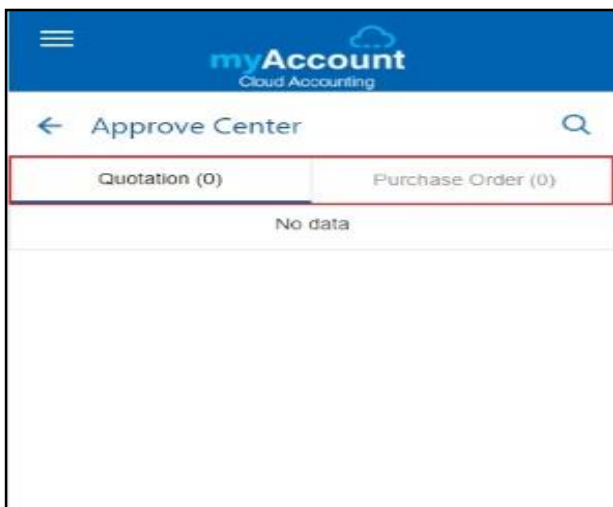 myAccount
Cloud Accounting
Approve Center
Quotation (0) Purchase Order (0)
No data